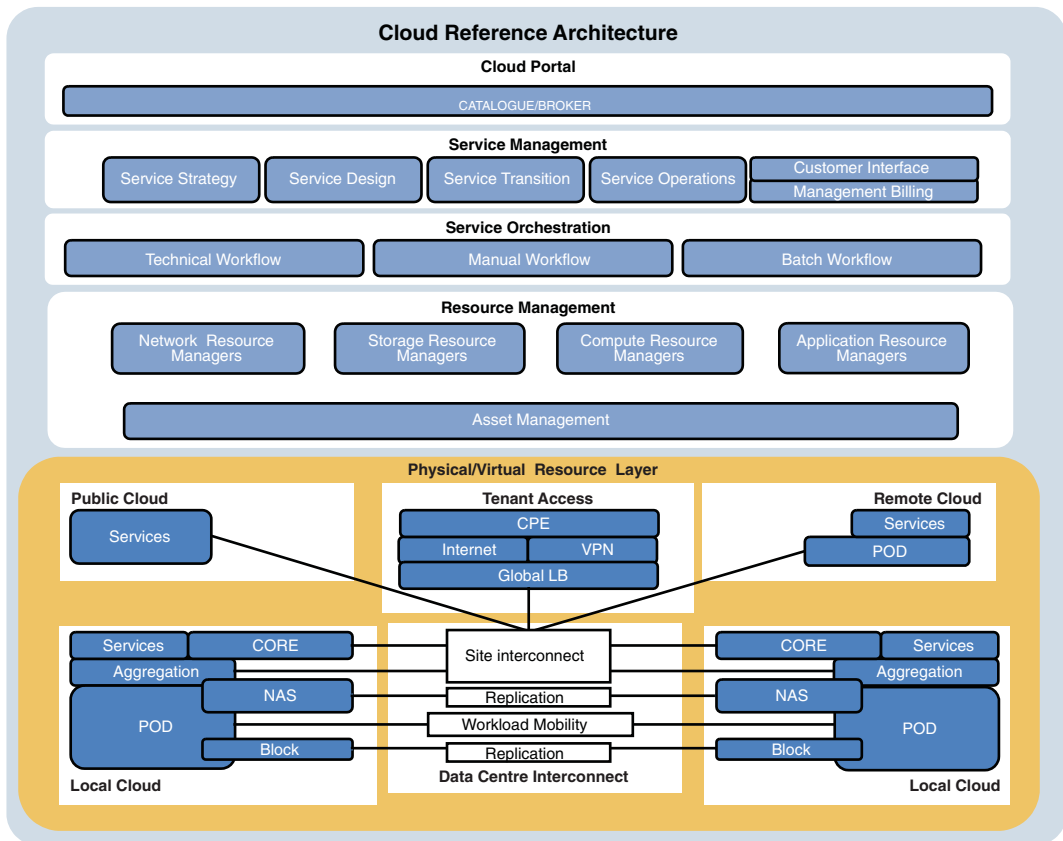 Cloud Reference Architecture
Cloud Portal
CATALOGUE/BROKER
Service Management
Service Strategy
Service Design
Service Transition
Service Operations
Customer Interface
Management Billing
Service Orchestration
Technical Workflow
Manual Workflow
Batch Workflow
Resource Management
Network Resource
Managers
Storage Resource
Managers
Compute Resource
Managers
Application Resource
Managers
Asset Management
Physical/Virtual Resource Layer
Public Cloud
Services
Tenant Access
CPE
Internet
VPN
Global LB
Remote Cloud
Services
POD
Services
CORE
Aggregation
NAS
POD
Block
Local Cloud
Site interconnect
Replication
Workload Mobility
Replication
Data Centre Interconnect
CORE
Services
Aggregation
NAS
POD
Block
Local Cloud